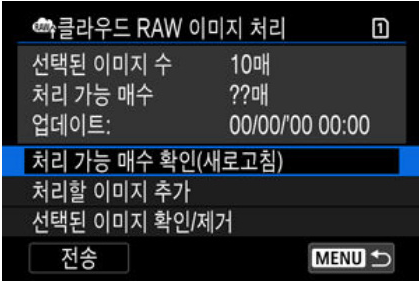 클라우드 RAW 이미지 처리 1
선택된 이미지 수 10매
처리 가능 매수 ??매
업데이트: 00/00/'00 00:00
처리 가능 매수 확인(새로고침)
처리할 이미지 추가
선택된 이미지 확인/제거
전송 MENU